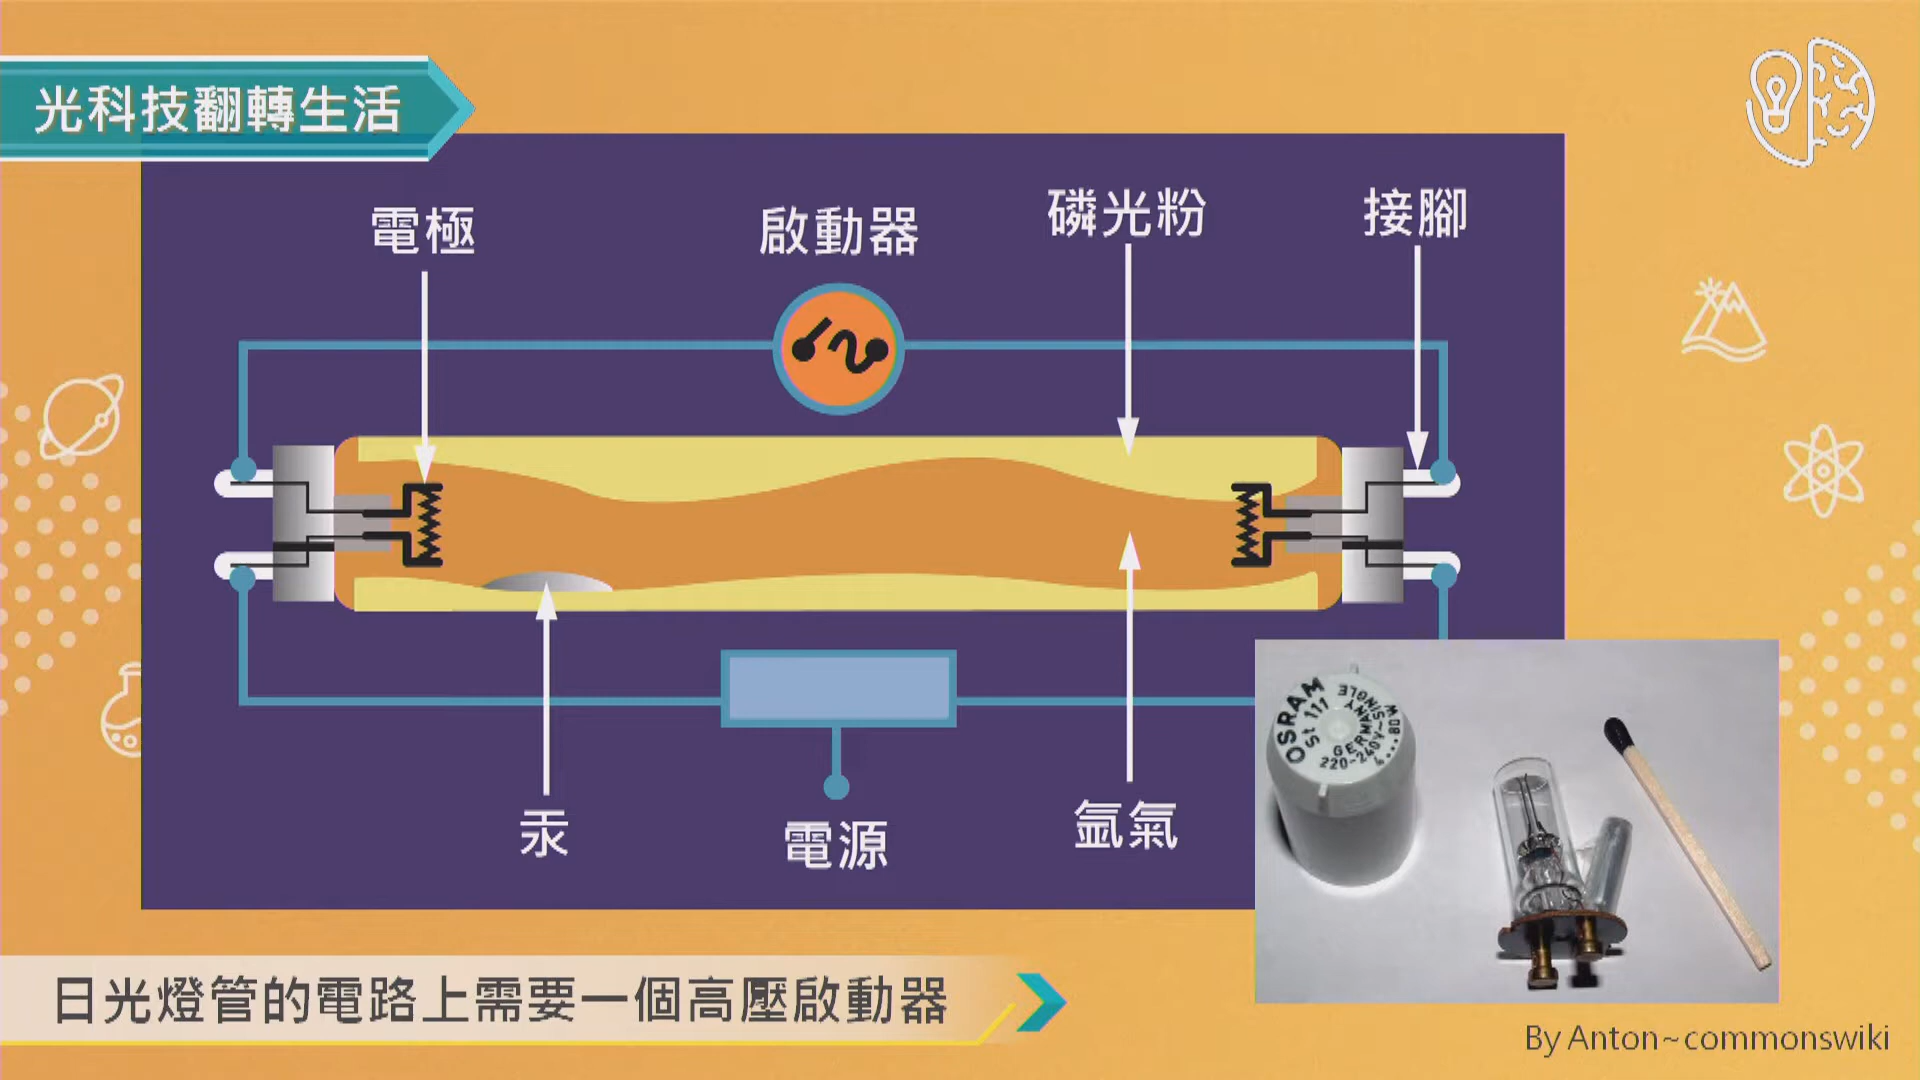 光科技翻轉生活
電極
啟動器
磷光粉
接腳
汞
電源
氬氣
OSRAM
St 111
SINGLE
GERMANY
220-240V~
4...80W
日光燈管的電路上需要一個高壓啟動器
By Anton~commonswiki